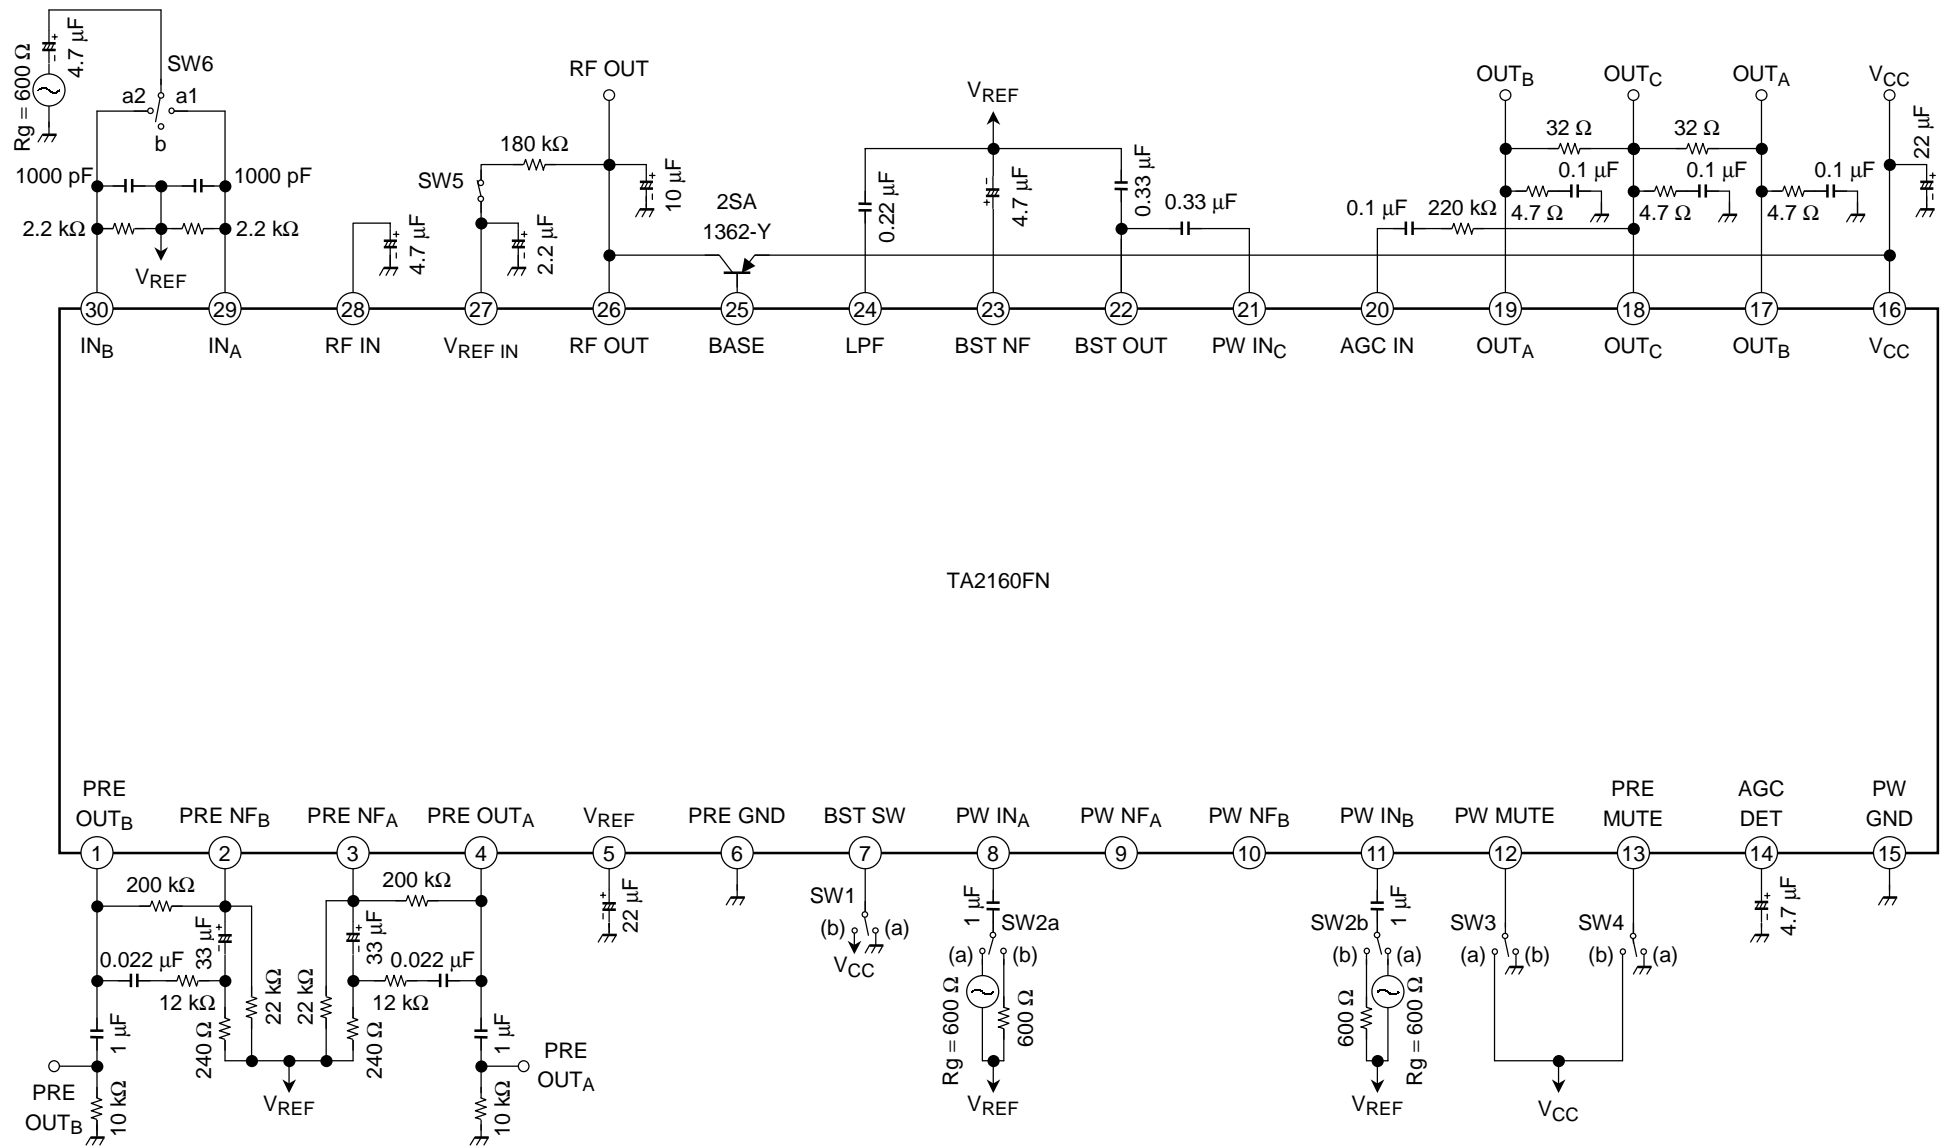 Rg = 600 Ω
4.7 µF
SW6
a2
a1
b
1000 pF
1000 pF
2.2 kΩ
2.2 kΩ
VREF
RF OUT
180 kΩ
SW5
10 µF
4.7 µF
2.2 µF
2SA
1362-Y
VREF
0.22 µF
4.7 µF
0.33 µF
0.33 µF
OUTB
OUTC
OUTA
VCC
32 Ω
32 Ω
22 µF
0.1 µF
0.1 µF
0.1 µF
4.7 Ω
4.7 Ω
4.7 Ω
0.1 µF
220 kΩ
30
29
28
27
26
25
24
23
22
21
20
19
18
17
16
INB
INA
RF IN
VREF IN
RF OUT
BASE
LPF
BST NF
BST OUT
PW INC
AGC IN
OUTA
OUTC
OUTB
VCC
TA2160FN
PRE
OUTB
PRE NFB
PRE NFA
PRE OUTA
VREF
PRE GND
BST SW
PW INA
PW NFA
PW NFB
PW INB
PW MUTE
PRE
MUTE
AGC
DET
PW
GND
1
2
3
4
5
6
7
8
9
10
11
12
13
14
15
200 kΩ
200 kΩ
33 µF
33 µF
0.022 µF
0.022 µF
12 kΩ
12 kΩ
22 kΩ
22 kΩ
240 Ω
240 Ω
1 µF
1 µF
PRE
OUTB
10 kΩ
VREF
PRE
OUTA
10 kΩ
22 µF
SW1
(b)
(a)
VCC
1 µF
SW2a
(a)
(b)
Rg = 600 Ω
600 Ω
VREF
1 µF
SW2b
(b)
(a)
600 Ω
Rg = 600 Ω
VREF
SW3
(a)
(b)
SW4
(b)
(a)
VCC
4.7 µF